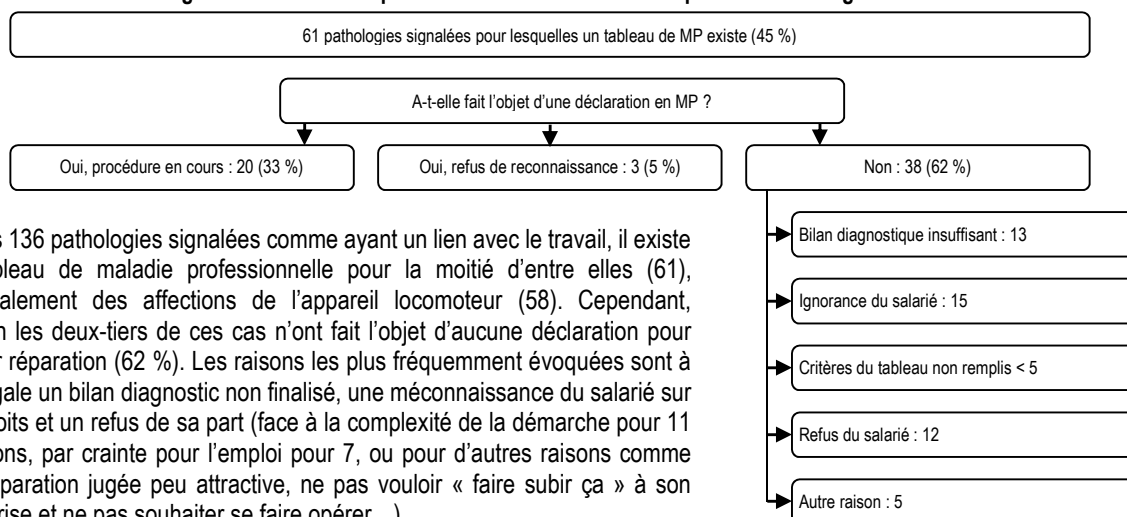 61 pathologies signalées pour lesquelles un tableau de MP existe (45 %)
A-t-elle fait l'objet d'une déclaration en MP ?
Oui, procédure en cours : 20 (33 %)
Oui, refus de reconnaissance : 3 (5 %)
Non : 38 (62 %)
136 pathologies signalées comme ayant un lien avec le travail, il existe
de maladie professionnelle pour la moitié d'entre elles (61),
des affections de l'appareil locomoteur (58). Cependant,
les deux-tiers de ces cas n'ont fait l'objet d'aucune déclaration pour
réparation (62 %). Les raisons les plus fréquemment évoquées sont à
un bilan diagnostic non finalisé, une méconnaissance du salarié sur
et un refus de sa part (face à la complexité de la démarche pour 11
par crainte pour l'emploi pour 7, ou pour d'autres raisons comme
jugée peu attractive, ne pas vouloir « faire subir ça » à son
et ne pas souhaiter se faire opérer…)
Bilan diagnostique insuffisant : 13
Ignorance du salarié : 15
Critères du tableau non remplis < 5
Refus du salarié : 12
Autre raison : 5